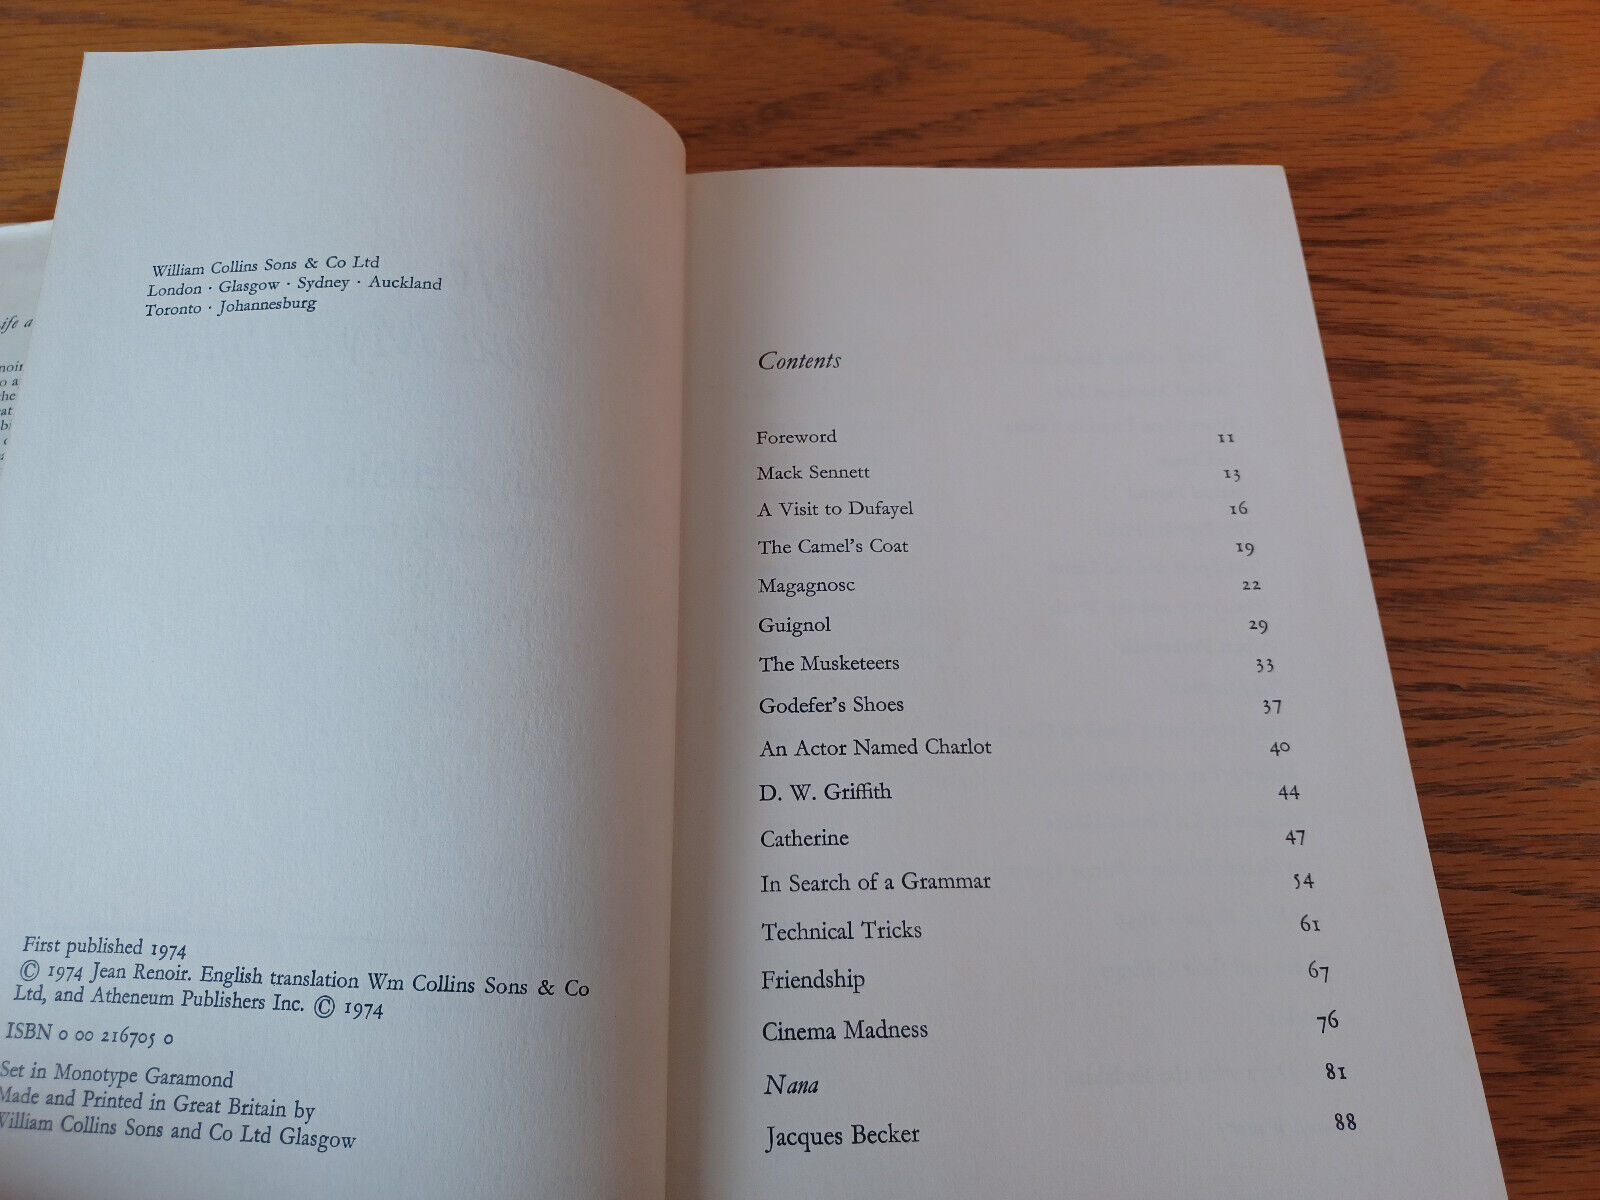 ife a
noir
o a
the
at
William Collins Sons & Co Ltd
London · Glasgow · Sydney · Auckland
Toronto · Johannesburg
First published 1974
© 1974 Jean Renoir. English translation Wm Collins Sons & Co
Ltd, and Atheneum Publishers Inc. © 1974
ISBN 0 00 216705 0
Set in Monotype Garamond
Made and Printed in Great Britain by
William Collins Sons and Co Ltd Glasgow
Contents
Foreword 11
Mack Sennett 13
A Visit to Dufayel 16
The Camel's Coat 19
Magagnosc 22
Guignol 29
The Musketeers 33
Godefer's Shoes 37
An Actor Named Charlot 40
D. W. Griffith 44
Catherine 47
In Search of a Grammar 54
Technical Tricks 61
Friendship 67
Cinema Madness 76
Nana 81
Jacques Becker 88